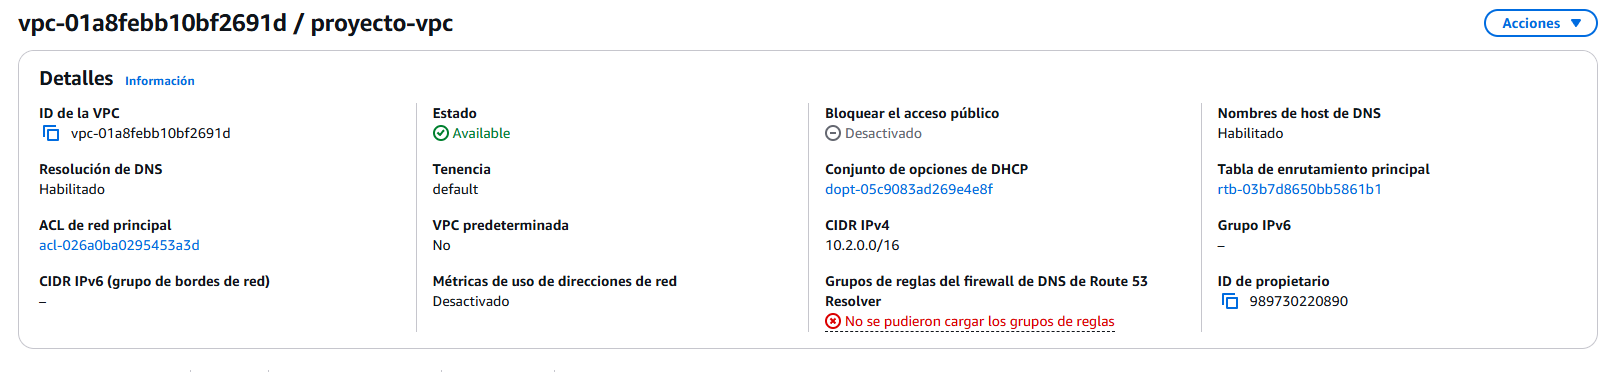 vpc-01a8febb10bf2691d / proyecto-vpc
Acciones
Detalles Información
ID de la VPC
vpc-01a8febb10bf2691d
Estado
Available
Bloquear el acceso público
Desactivado
Nombres de host de DNS
Habilitado
Resolución de DNS
Habilitado
Tenencia
default
Conjunto de opciones de DHCP
dopt-05c9083ad269e4e8f
Tabla de enrutamiento principal
rtb-03b7d8650bb5861b1
ACL de red principal
acl-026a0ba0295453a3d
VPC predeterminada
No
CIDR IPv4
10.2.0.0/16
Grupo IPv6
–
CIDR IPv6 (grupo de bordes de red)
–
Métricas de uso de direcciones de red
Desactivado
Grupos de reglas del firewall de DNS de Route 53
Resolver
No se pudieron cargar los grupos de reglas
ID de propietario
989730220890